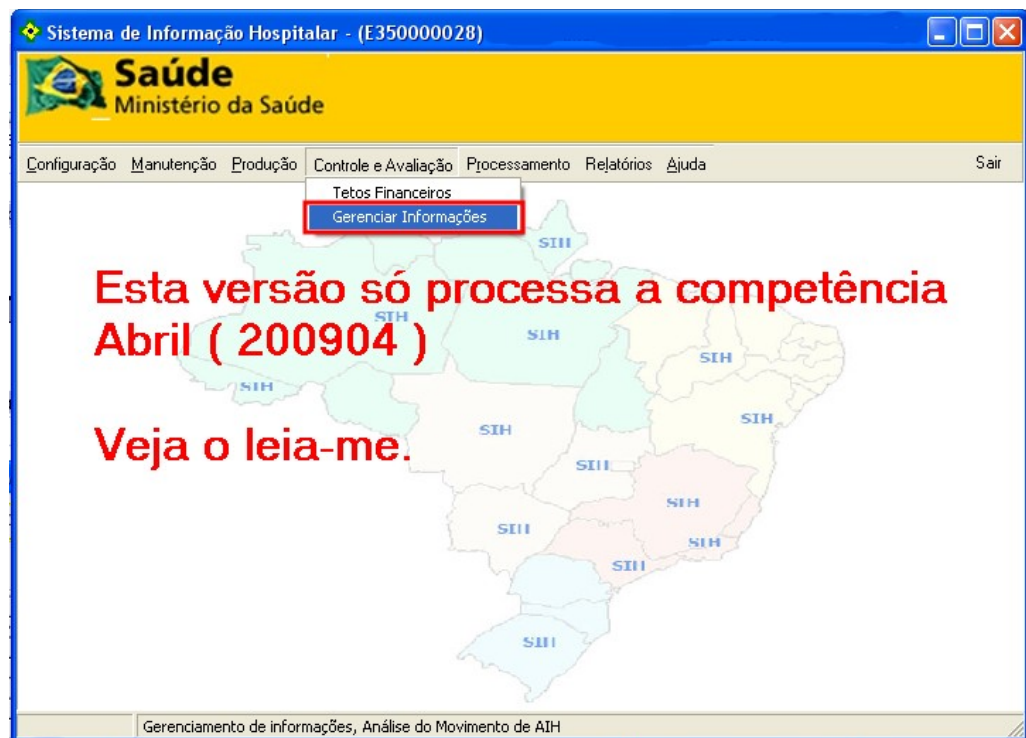 Sistema de Informação Hospitalar - (E350000028)
Saúde
Ministério da Saúde
Configuração Manutenção Produção Controle e Avaliação Processamento Relatórios Ajuda Sair
Tetos Financeiros
Gerenciar Informações
SIH
Esta versão só processa a competência
SIH
Abril ( 200904 )
SIH
SIH
SIH
SIH
SIH
Veja o leia-me.
SIH
SIH
SIH
SIH
SIH
SIH
Gerenciamento de informações, Análise do Movimento de AIH